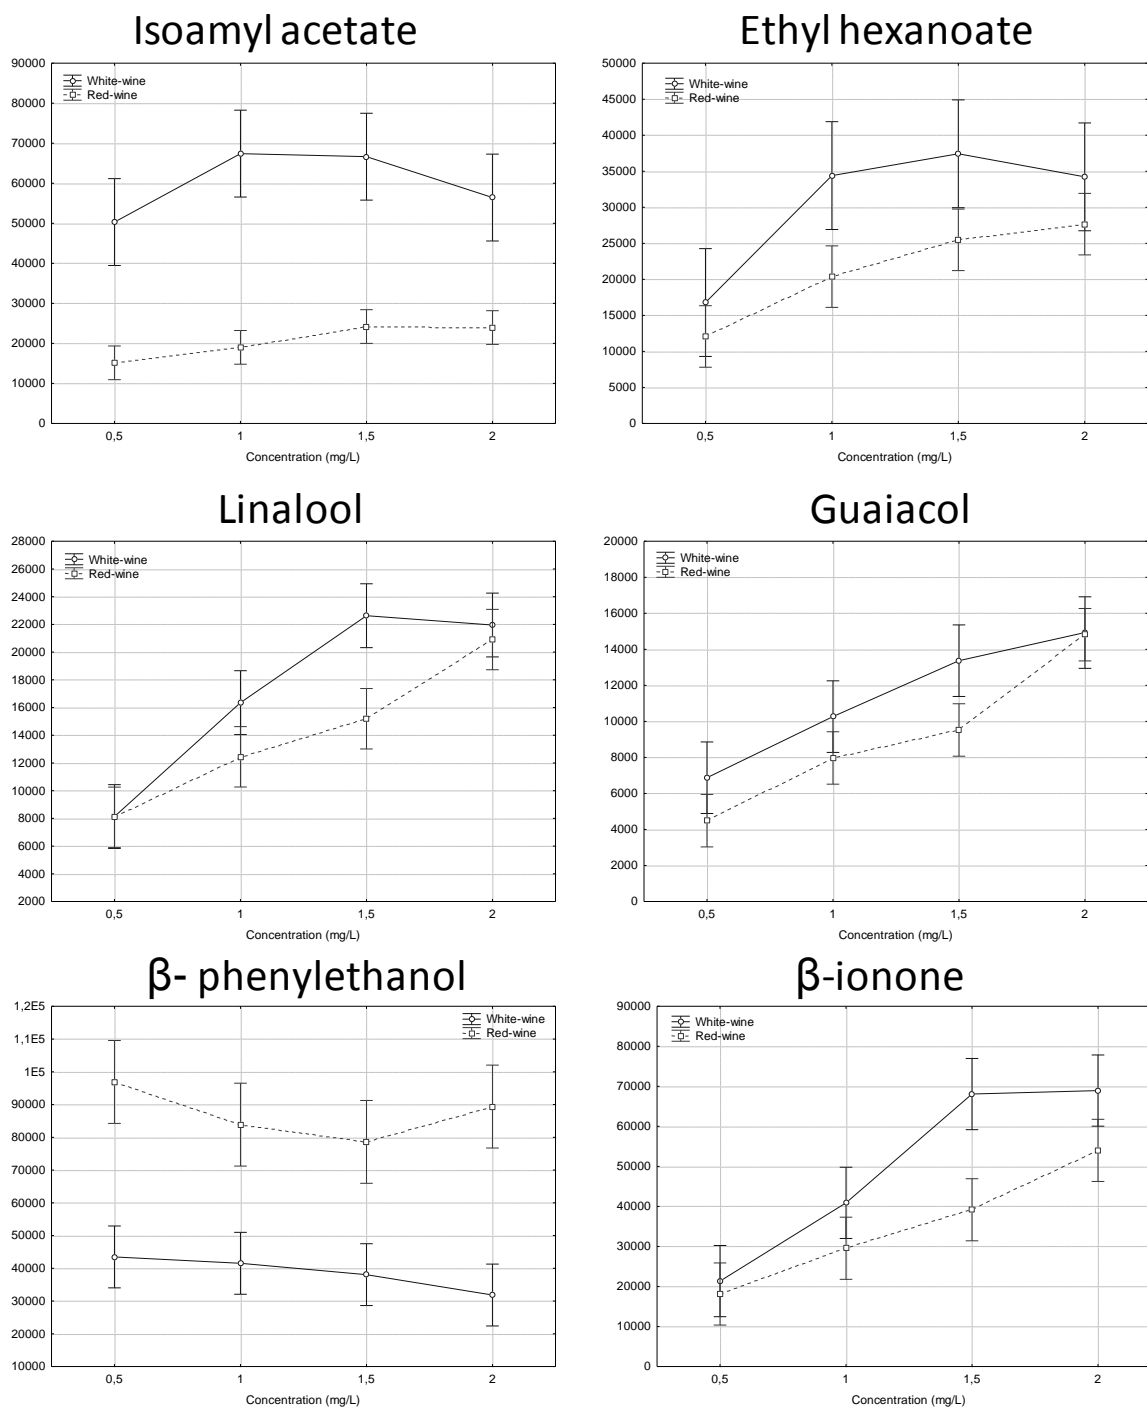 Isoamyl acetate
90000
80000
70000
60000
50000
40000
30000
20000
10000
0
White-wine
Red-wine
0,5 1 1,5 2
Concentration (mg/L)
Ethyl hexanoate
50000
45000
40000
35000
30000
25000
20000
15000
10000
5000
0
White-wine
Red-wine
0,5 1 1,5 2
Concentration (mg/L)
Linalool
28000
26000
24000
22000
20000
18000
16000
14000
12000
10000
8000
6000
4000
2000
White-wine
Red-wine
0,5 1 1,5 2
Concentration (mg/L)
Guaiacol
20000
18000
16000
14000
12000
10000
8000
6000
4000
2000
0
White-wine
Red-wine
0,5 1 1,5 2
Concentration (mg/L)
β- phenylethanol
1,2E5
1,1E5
1E5
90000
80000
70000
60000
50000
40000
30000
20000
10000
White-wine
Red-wine
0,5 1 1,5 2
Concentration (mg/L)
β-ionone
90000
80000
70000
60000
50000
40000
30000
20000
10000
0
White-wine
Red-wine
0,5 1 1,5 2
Concentration (mg/L)